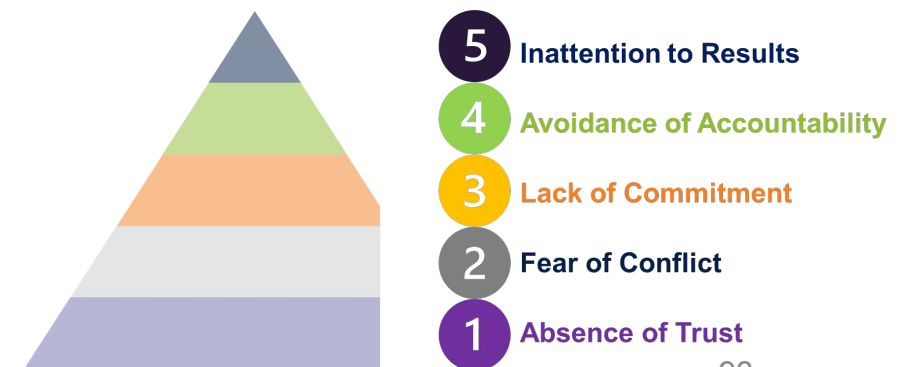 5 Inattention to Results
4 Avoidance of Accountability
3 Lack of Commitment
2 Fear of Conflict
1 Absence of Trust